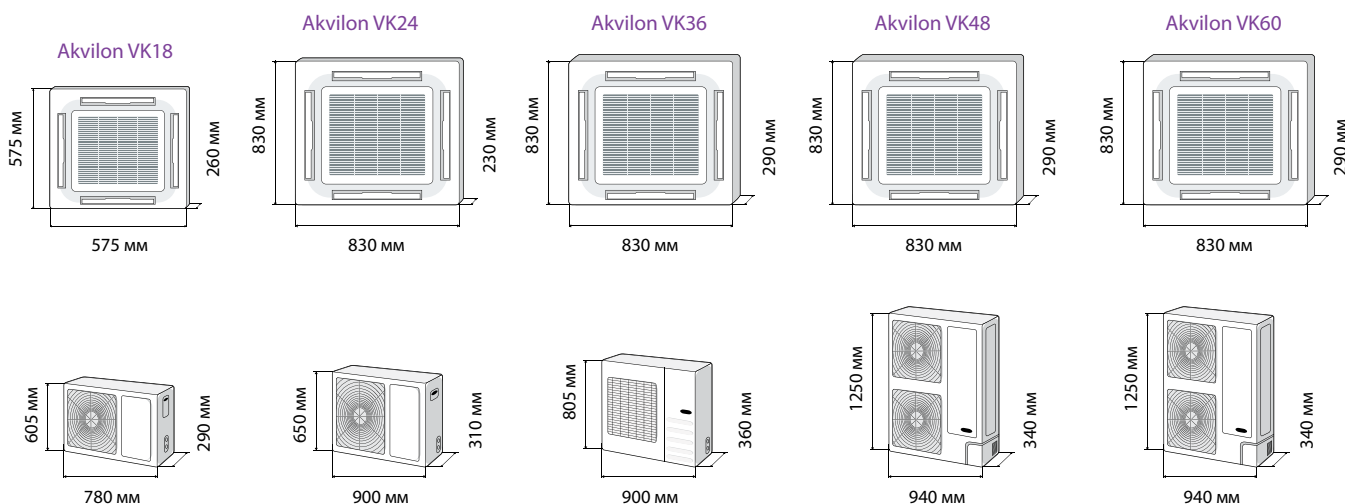 Akvilon VK18
575 мм
260 мм
575 мм
Akvilon VK24
830 мм
230 мм
830 мм
Akvilon VK36
830 мм
290 мм
830 мм
Akvilon VK48
830 мм
290 мм
830 мм
Akvilon VK60
830 мм
290 мм
830 мм
605 мм
290 мм
780 мм
650 мм
310 мм
900 мм
805 мм
360 мм
900 мм
1250 мм
340 мм
940 мм
1250 мм
340 мм
940 мм